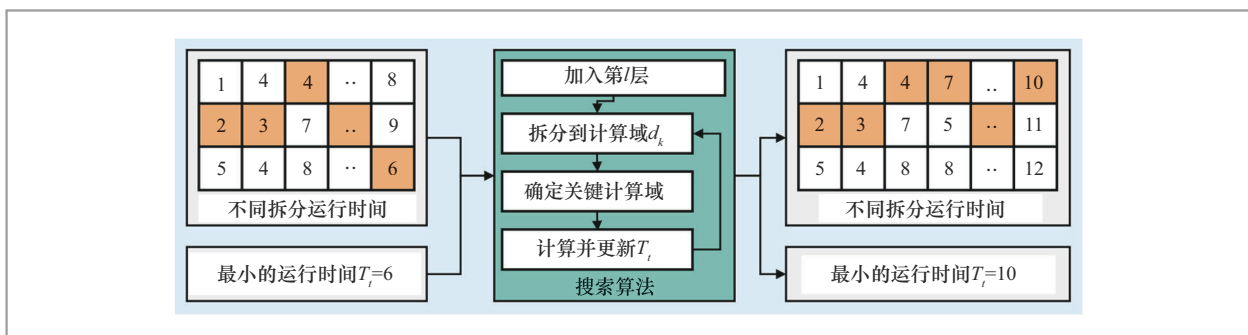 1 4 4 ·· 8
2 3 7 ·· 9
5 4 8 ·· 6
不同拆分运行时间
最小的运行时间Tt=6
加入第l层
拆分到计算域dk
确定关键计算域
计算并更新Tt
搜索算法
1 4 4 7 ·· 10
2 3 7 5 ·· 11
5 4 8 8 ·· 12
不同拆分运行时间
最小的运行时间Tt=10